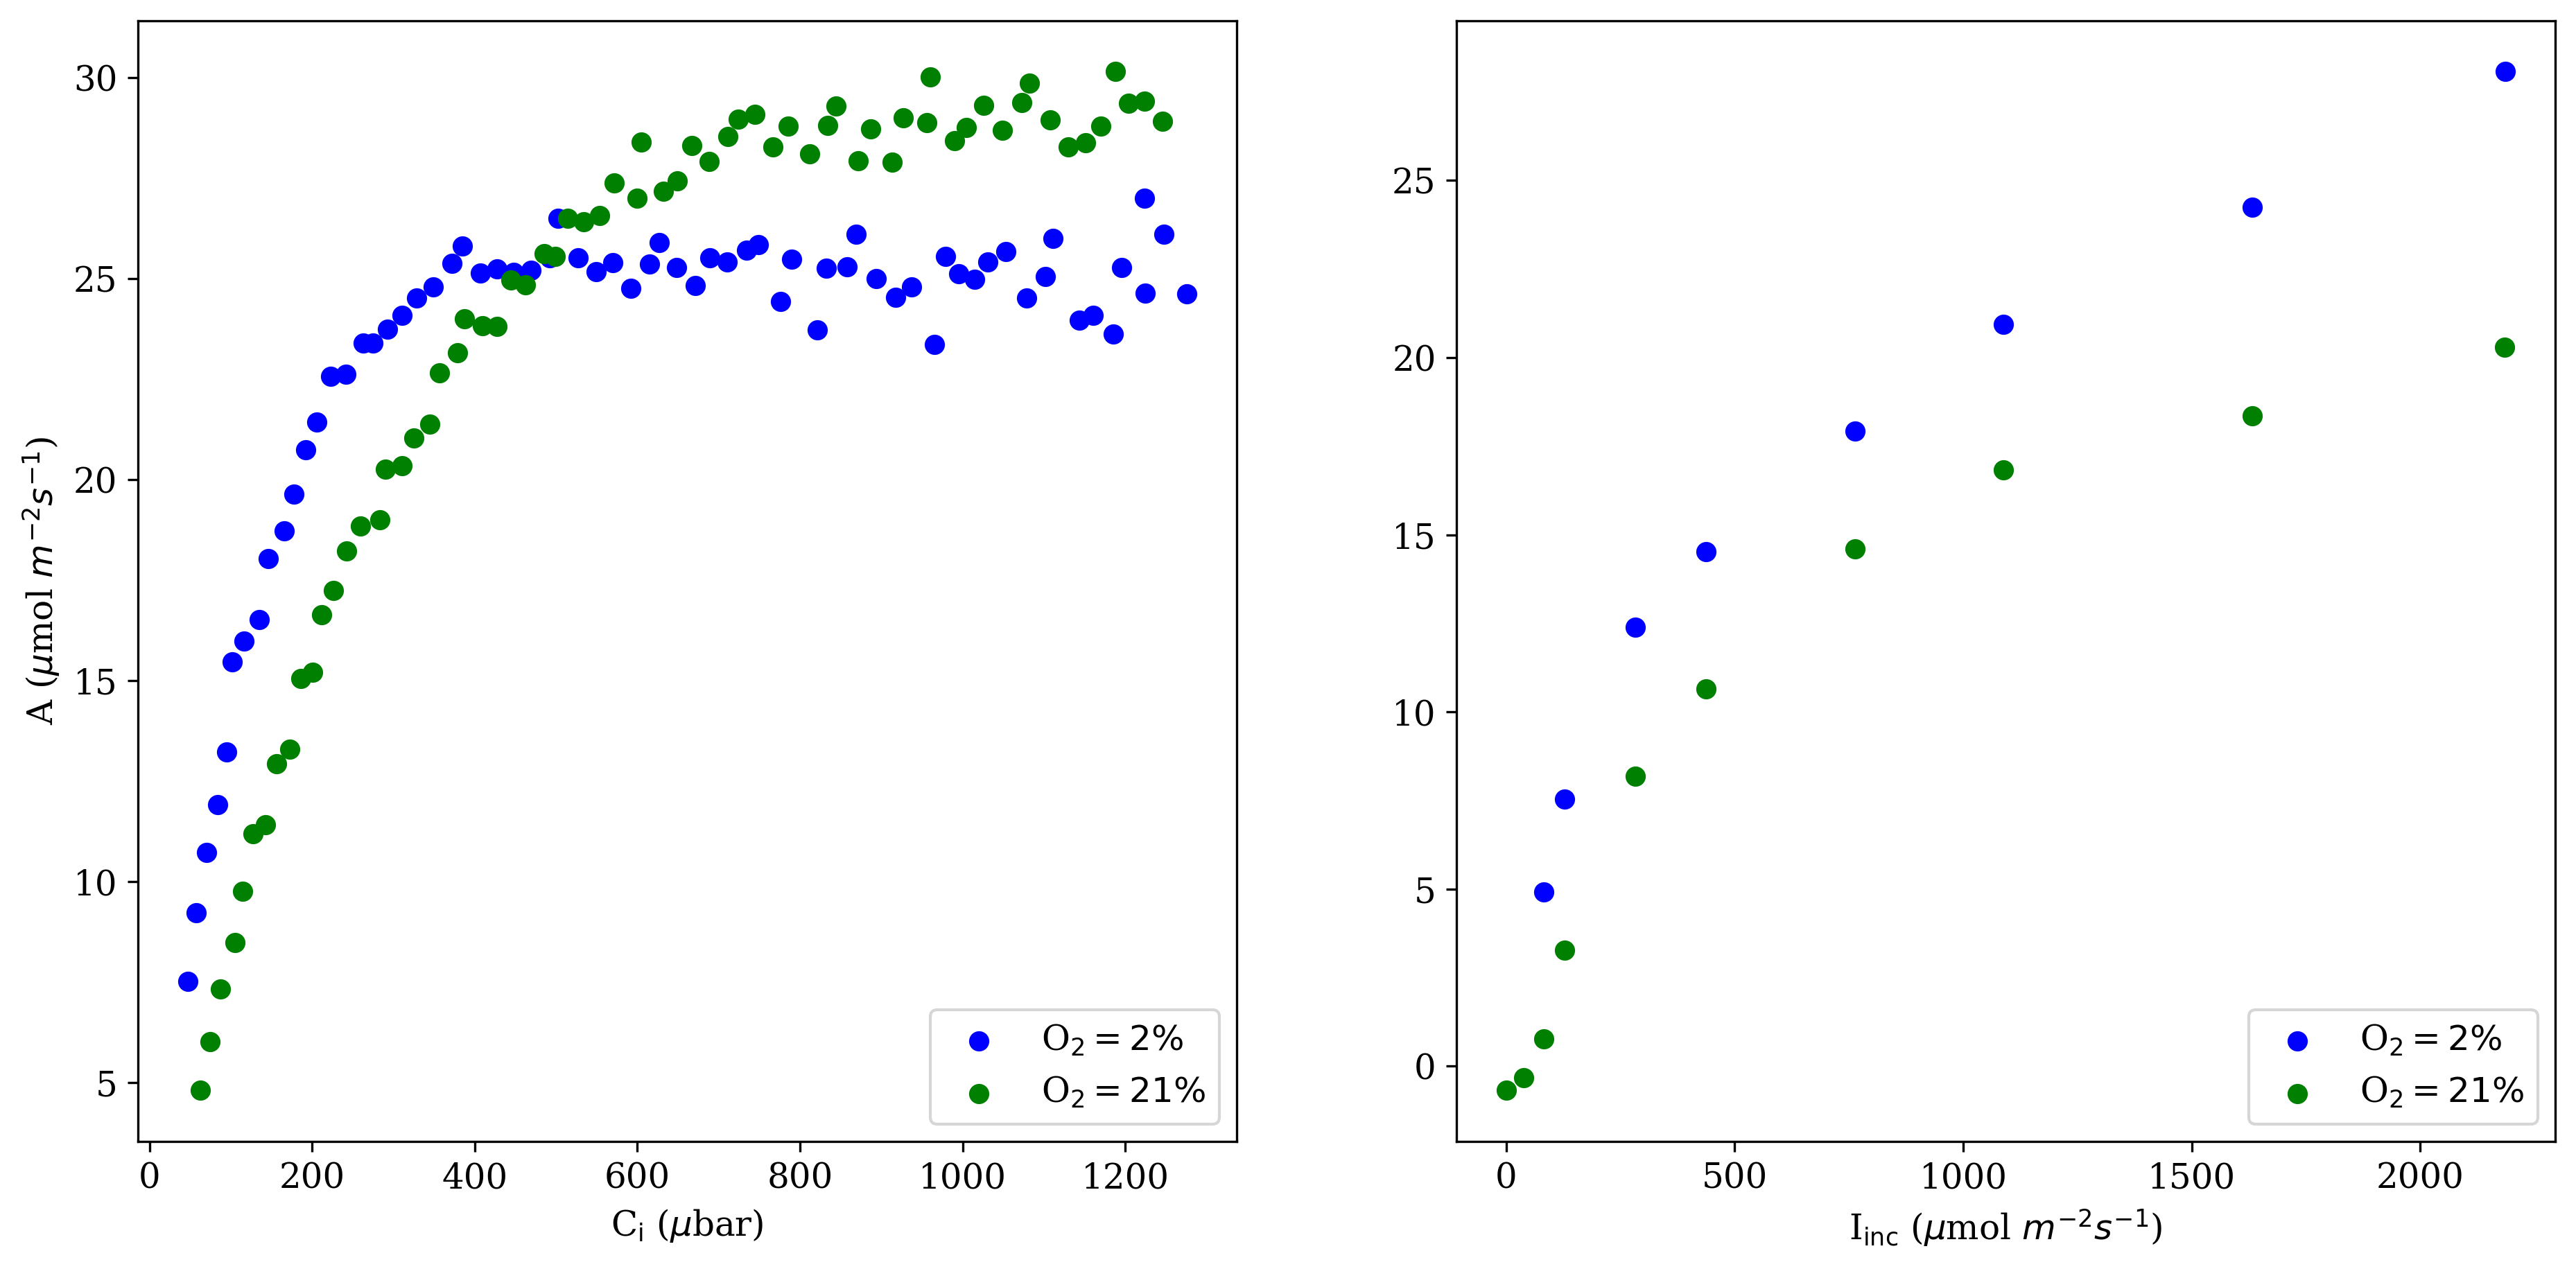 A (μmol m⁻²s⁻¹)
30
25
20
15
10
5
0 200 400 600 800 1000 1200
Cᵢ (μbar)
O₂ = 2%
O₂ = 21%
25
20
15
10
5
0
0 500 1000 1500 2000
I_inc (μmol m⁻²s⁻¹)
O₂ = 2%
O₂ = 21%